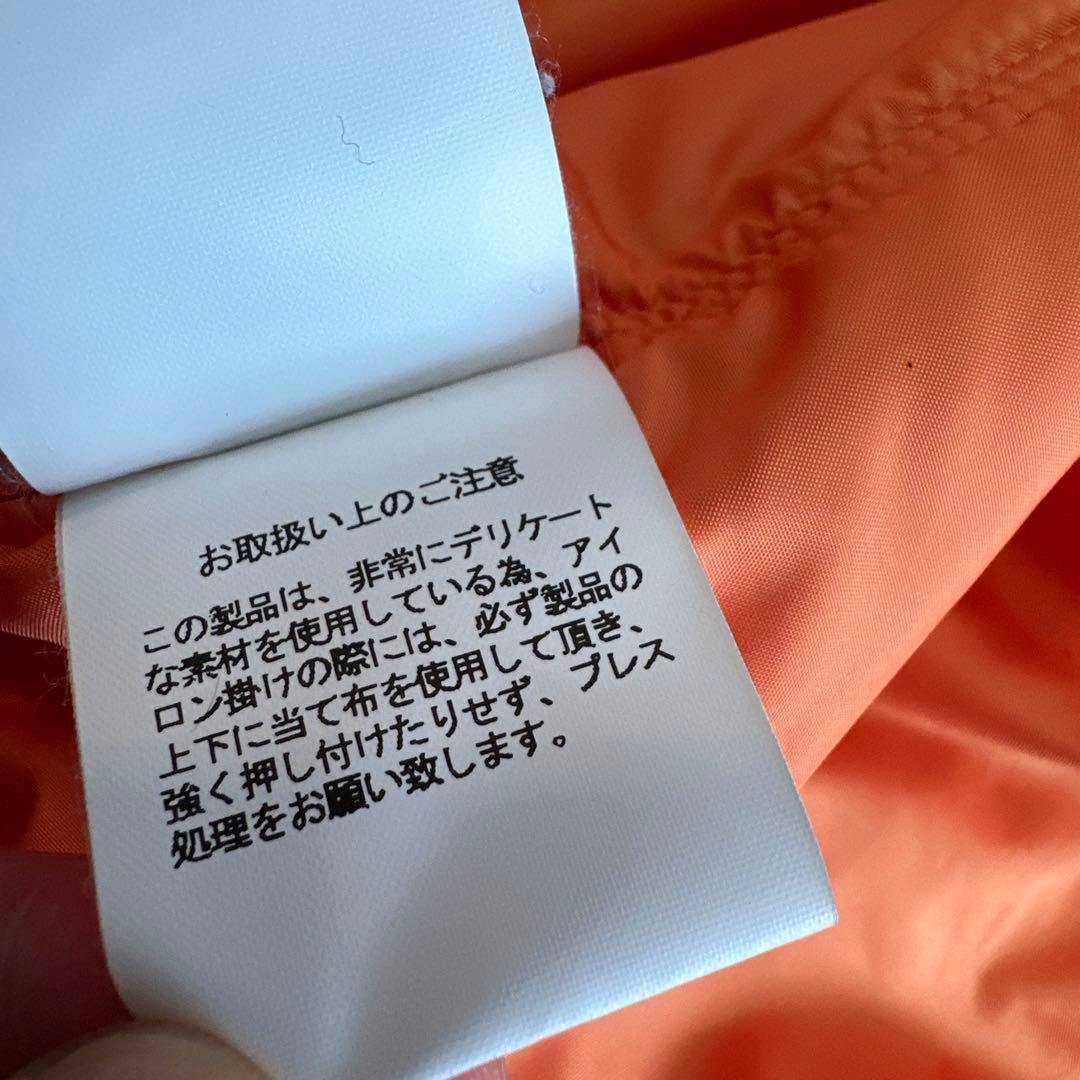 お取扱い上のご注意
この製品は、非常にデリケート
な素材を使用している為、アイ
ロン掛けの際には、必ず製品の
上下に当て布を使用して頂き、
強く押し付けたりせず、プレス
処理をお願い致します。